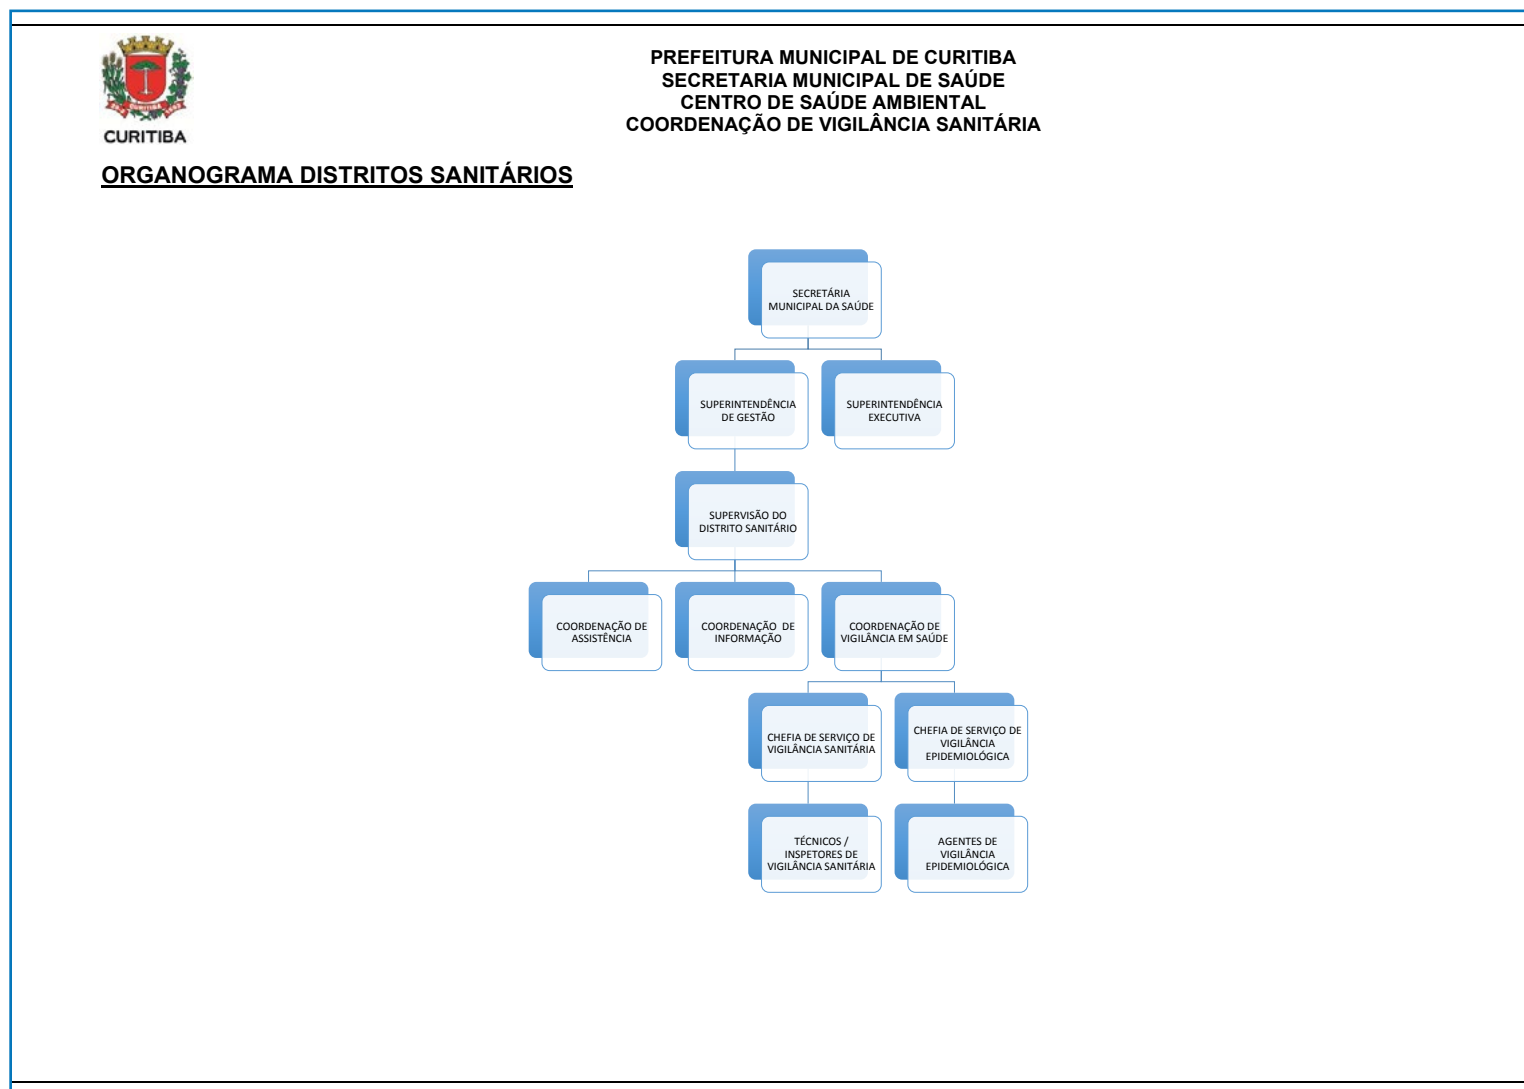 PREFEITURA MUNICIPAL DE CURITIBA
SECRETARIA MUNICIPAL DE SAÚDE
CENTRO DE SAÚDE AMBIENTAL
COORDENAÇÃO DE VIGILÂNCIA SANITÁRIA
CURITIBA
CURITIBA
ORGANOGRAMA DISTRITOS SANITÁRIOS
SECRETÁRIA
MUNICIPAL DA SAÚDE
SUPERINTENDÊNCIA
DE GESTÃO
SUPERINTENDÊNCIA
EXECUTIVA
SUPERVISÃO DO
DISTRITO SANITÁRIO
COORDENAÇÃO DE
ASSISTÊNCIA
COORDENAÇÃO DE
INFORMAÇÃO
COORDENAÇÃO DE
VIGILÂNCIA EM SAÚDE
CHEFIA DE SERVIÇO DE
VIGILÂNCIA SANITÁRIA
CHEFIA DE SERVIÇO DE
VIGILÂNCIA
EPIDEMIOLÓGICA
TÉCNICOS /
INSPETORES DE
VIGILÂNCIA SANITÁRIA
AGENTES DE
VIGILÂNCIA
EPIDEMIOLÓGICA